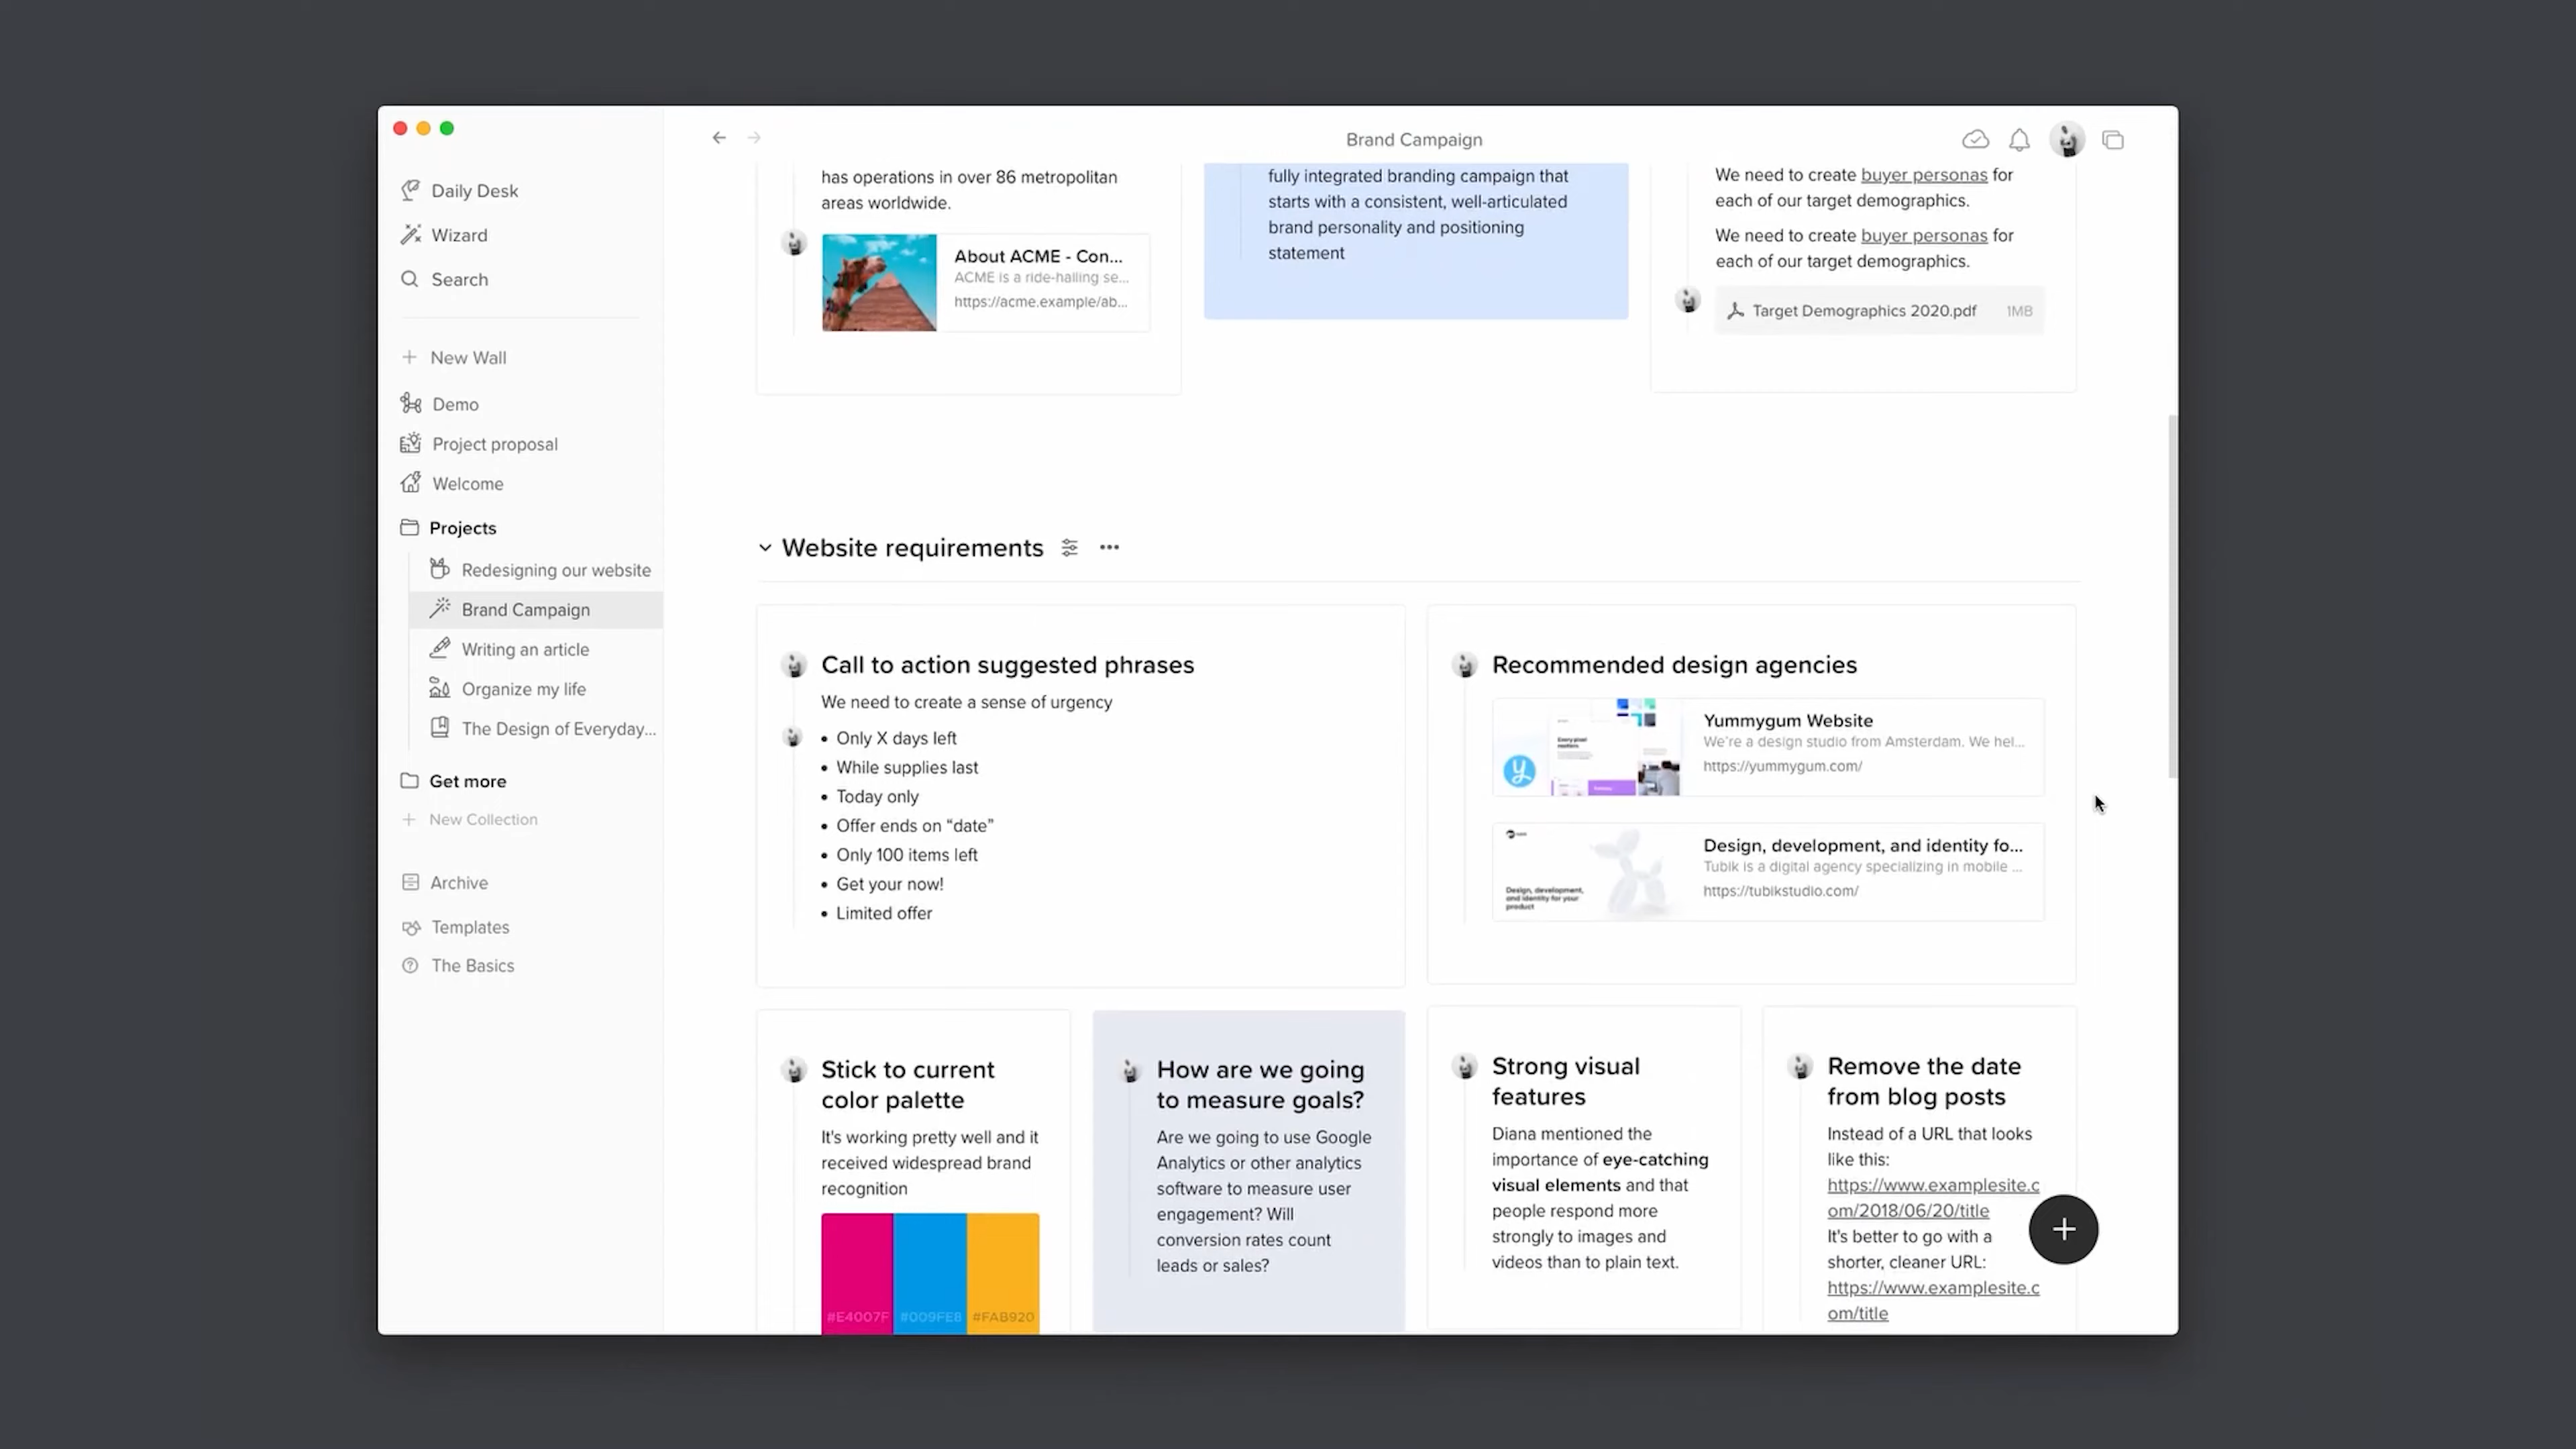 Brand Campaign
Daily Desk
Wizard
Search
New Wall
Demo
Project proposal
Welcome
Projects
Redesigning our website
Brand Campaign
Writing an article
Organize my life
The Design of Everyday...
Get more
New Collection
Archive
Templates
The Basics
has operations in over 86 metropolitan
areas worldwide.
About ACME - Con...
ACME is a ride-hailing se...
https://acme.example/ab...
fully integrated branding campaign that
starts with a consistent, well-articulated
brand personality and positioning
statement
We need to create buyer personas for
each of our target demographics.
We need to create buyer personas for
each of our target demographics.
Target Demographics 2020.pdf 1MB
Website requirements
Call to action suggested phrases
We need to create a sense of urgency
• Only X days left
• While supplies last
• Today only
• Offer ends on “date”
• Only 100 items left
• Get your now!
• Limited offer
Recommended design agencies
Every pixel
matters
Yummygum Website
We're a design studio from Amsterdam. We hel...
https://yummygum.com/
Design, development,
and identity for your
product
Design, development, and identity fo...
Tubik is a digital agency specializing in mobile ...
https://tubikstudio.com/
Stick to current
color palette
It's working pretty well and it
received widespread brand
recognition
#E4007F #009FE8 #FAB920
How are we going
to measure goals?
Are we going to use Google
Analytics or other analytics
software to measure user
engagement? Will
conversion rates count
leads or sales?
Strong visual
features
Diana mentioned the
importance of eye-catching
visual elements and that
people respond more
strongly to images and
videos than to plain text.
Remove the date
from blog posts
Instead of a URL that looks
like this:
https://www.examplesite.c
om/2018/06/20/title
It's better to go with a
shorter, cleaner URL:
https://www.examplesite.c
om/title